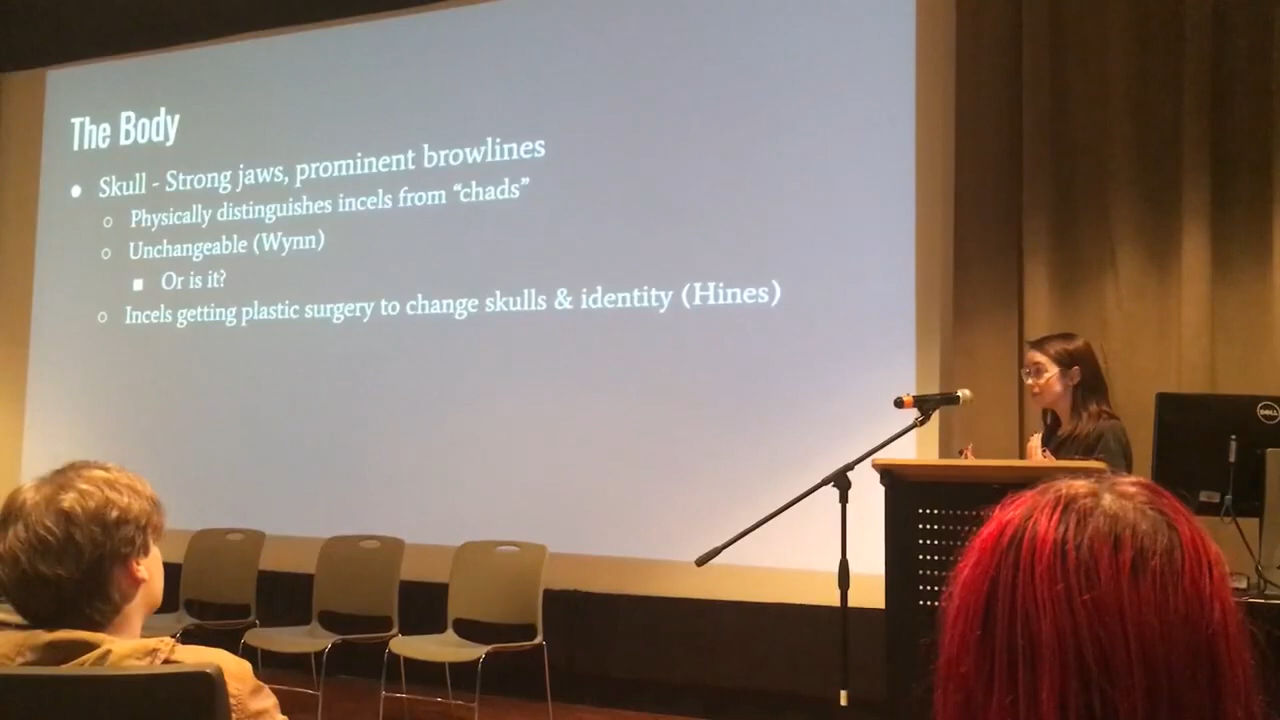 The Body
● Skull - Strong jaws, prominent browlines
○ Physically distinguishes incels from “chads”
○ Unchangeable (Wynn)
■ Or is it?
○ Incels getting plastic surgery to change skulls & identity (Hines)
DELL